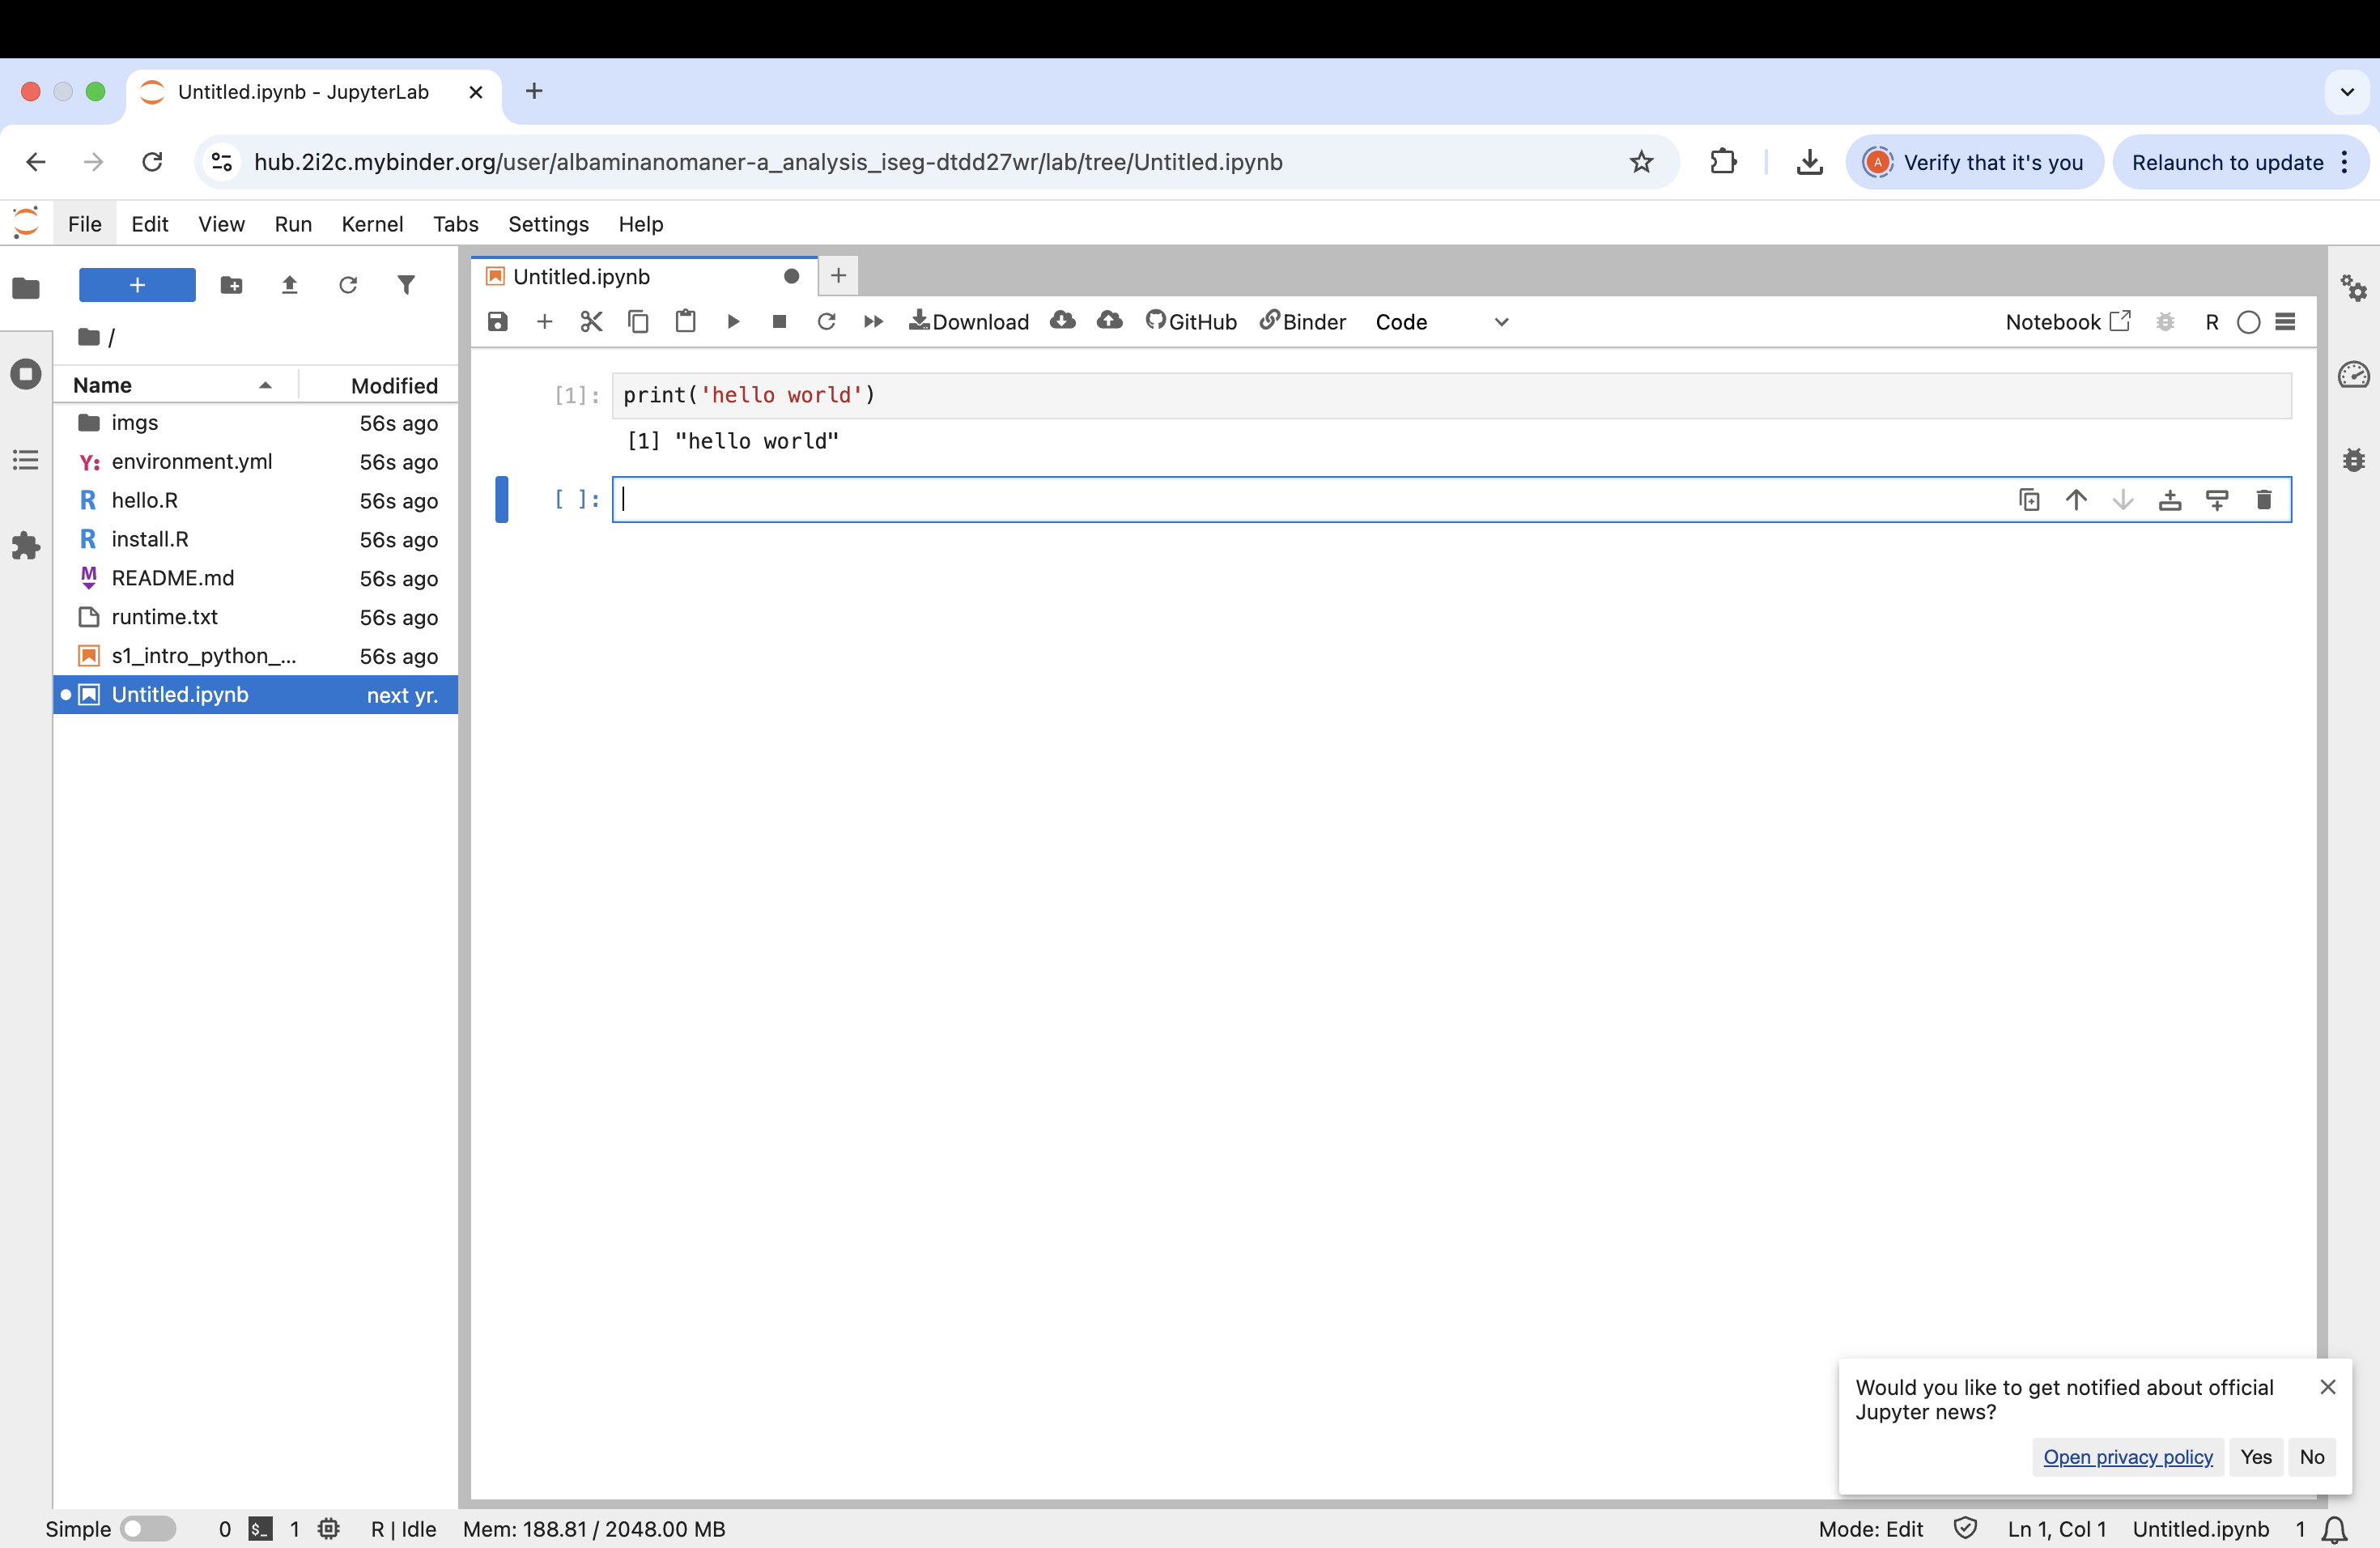 Untitled.ipynb - JupyterLab
hub.2i2c.mybinder.org/user/albaminanomaner-a_analysis_iseg-dtdd27wr/lab/tree/Untitled.ipynb
A Verify that it's you
Relaunch to update
File Edit View Run Kernel Tabs Settings Help
Untitled.ipynb
Download GitHub Binder Code Notebook R
/
Name Modified
imgs 56s ago
Y: environment.yml 56s ago
R hello.R 56s ago
R install.R 56s ago
M README.md 56s ago
runtime.txt 56s ago
s1_intro_python_... 56s ago
Untitled.ipynb next yr.
[1]: print('hello world')
[1] "hello world"
[ ]:
Would you like to get notified about official
Jupyter news?
Open privacy policy Yes No
Simple 0 $_ 1 R | Idle Mem: 188.81 / 2048.00 MB Mode: Edit Ln 1, Col 1 Untitled.ipynb 1